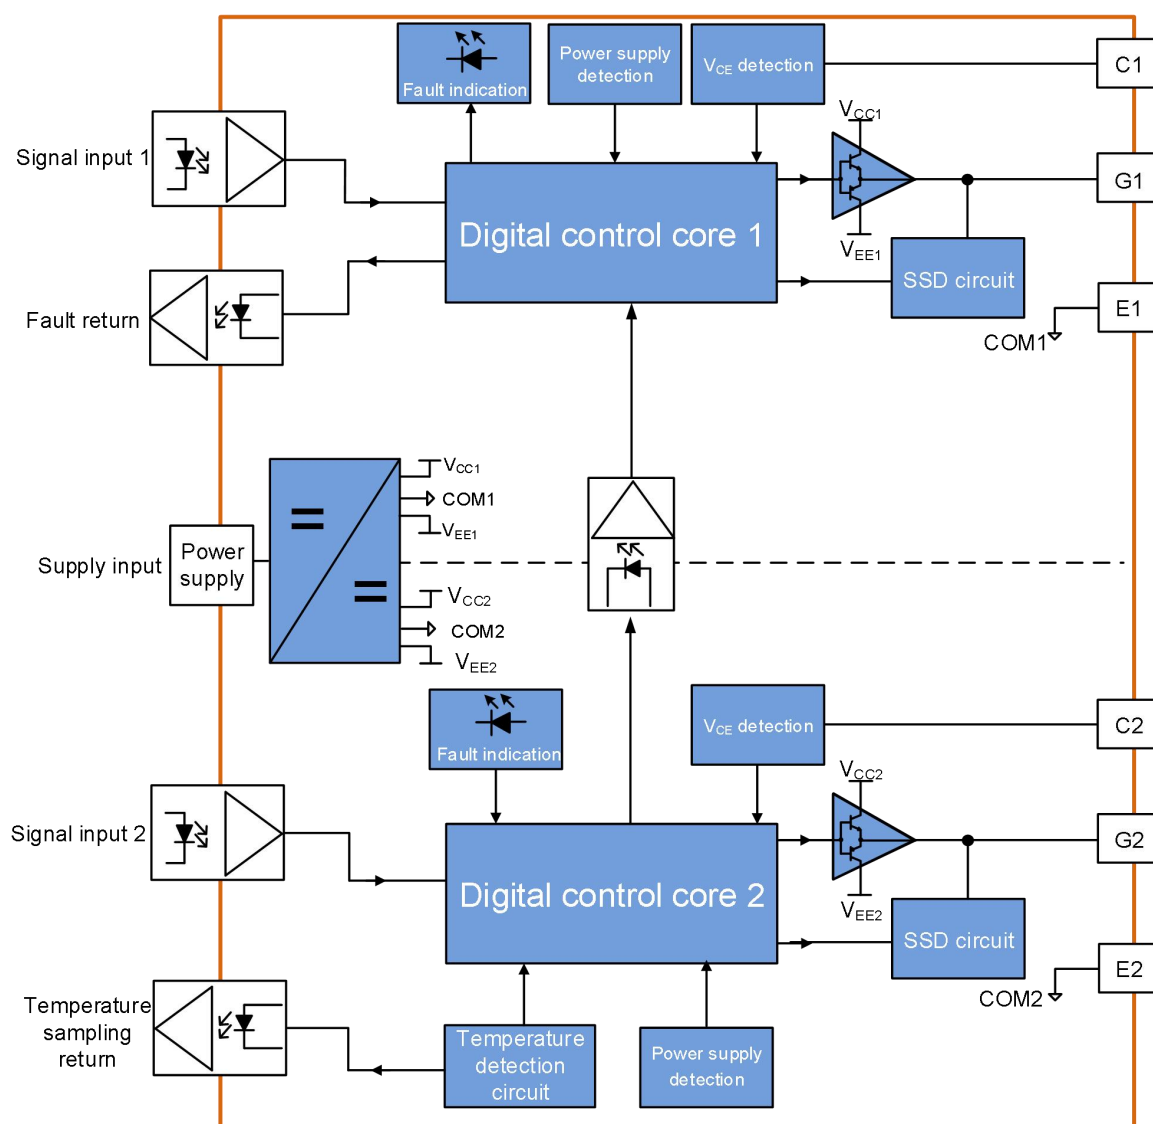 Fault indication
Power supply
detection
VCE detection
C1
VCC1
Signal input 1
G1
Digital control core 1
VEE1
SSD circuit
E1
Fault return
COM1
VCC1
COM1
VEE1
Supply input
Power
supply
VCC2
COM2
VEE2
Fault indication
VCE detection
C2
VCC2
Signal input 2
G2
Digital control core 2
VEE2
SSD circuit
E2
COM2
Temperature
sampling
return
Temperature
detection
circuit
Power supply
detection